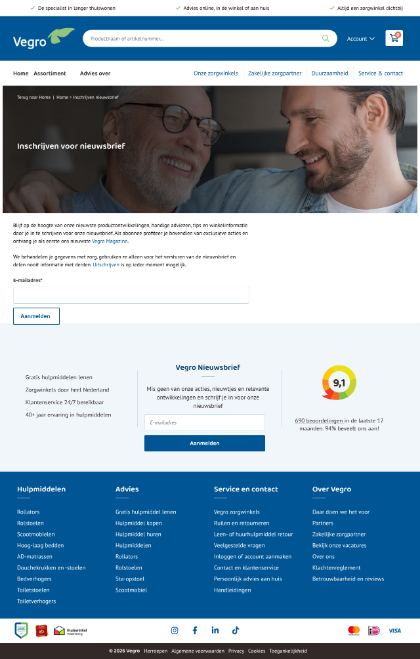 De specialist in langer thuiswonen
Advies online, in de winkel of aan huis
Altijd een zorgwinkel dichtbij
Vegro
Productnaam of artikelnummer...
Account
Home Assortiment Advies over
Onze zorgwinkels Zakelijke zorgpartner Duurzaamheid Service & contact
Terug naar Home | Home > Inschrijven Nieuwsbrief
Inschrijven voor nieuwsbrief
Blijf op de hoogte van onze nieuwste productontwikkelingen, handige adviezen, tips en winkelinformatie
door je in te schrijven voor onze nieuwsbrief. Als abonnee profiteer je bovendien van exclusieve acties en
ontvang je als eerste ons nieuwste Vegro Magazine.
We behandelen je gegevens met zorg, gebruiken ze alleen voor het versturen van de nieuwsbrief en
delen nooit informatie met derden. Uitschrijven is op ieder moment mogelijk.
E-mailadres*
Aanmelden
Gratis hulpmiddelen lenen
Zorgwinkels door heel Nederland
Klantenservice 24/7 bereikbaar
40+ jaar ervaring in hulpmiddelen
Vegro Nieuwsbrief
Mis geen van onze acties, nieuwtjes en relevante
ontwikkelingen en schrijf je in voor onze
nieuwsbrief!
E-mailadres
Aanmelden
9,1
690 beoordelingen in de laatste 12
maanden. 94% beveelt ons aan!
Hulpmiddelen
Rollators
Rolstoelen
Scootmobielen
Hoog-laag bedden
AD-matrassen
Douchekrukken en -stoelen
Bedverhogers
Toiletstoelen
Toiletverhogers
Advies
Gratis hulpmiddel lenen
Hulpmiddel kopen
Hulpmiddel huren
Hulpmiddelen
Rollators
Rolstoelen
Sta-opstoel
Scootmobiel
Service en contact
Vegro zorgwinkels
Ruilen en retourneren
Leen- of huurhulpmiddel retour
Veelgestelde vragen
Inloggen of account aanmaken
Contact en klantenservice
Persoonlijk advies aan huis
Handleidingen
Over Vegro
Daar doen we het voor
Partners
Zakelijke zorgpartner
Bekijk onze vacatures
Over ons
Klachtenreglement
Betrouwbaarheid en reviews
VISA
© 2026 Vegro Herroepen Algemene voorwaarden Privacy Cookies Toegankelijkheid